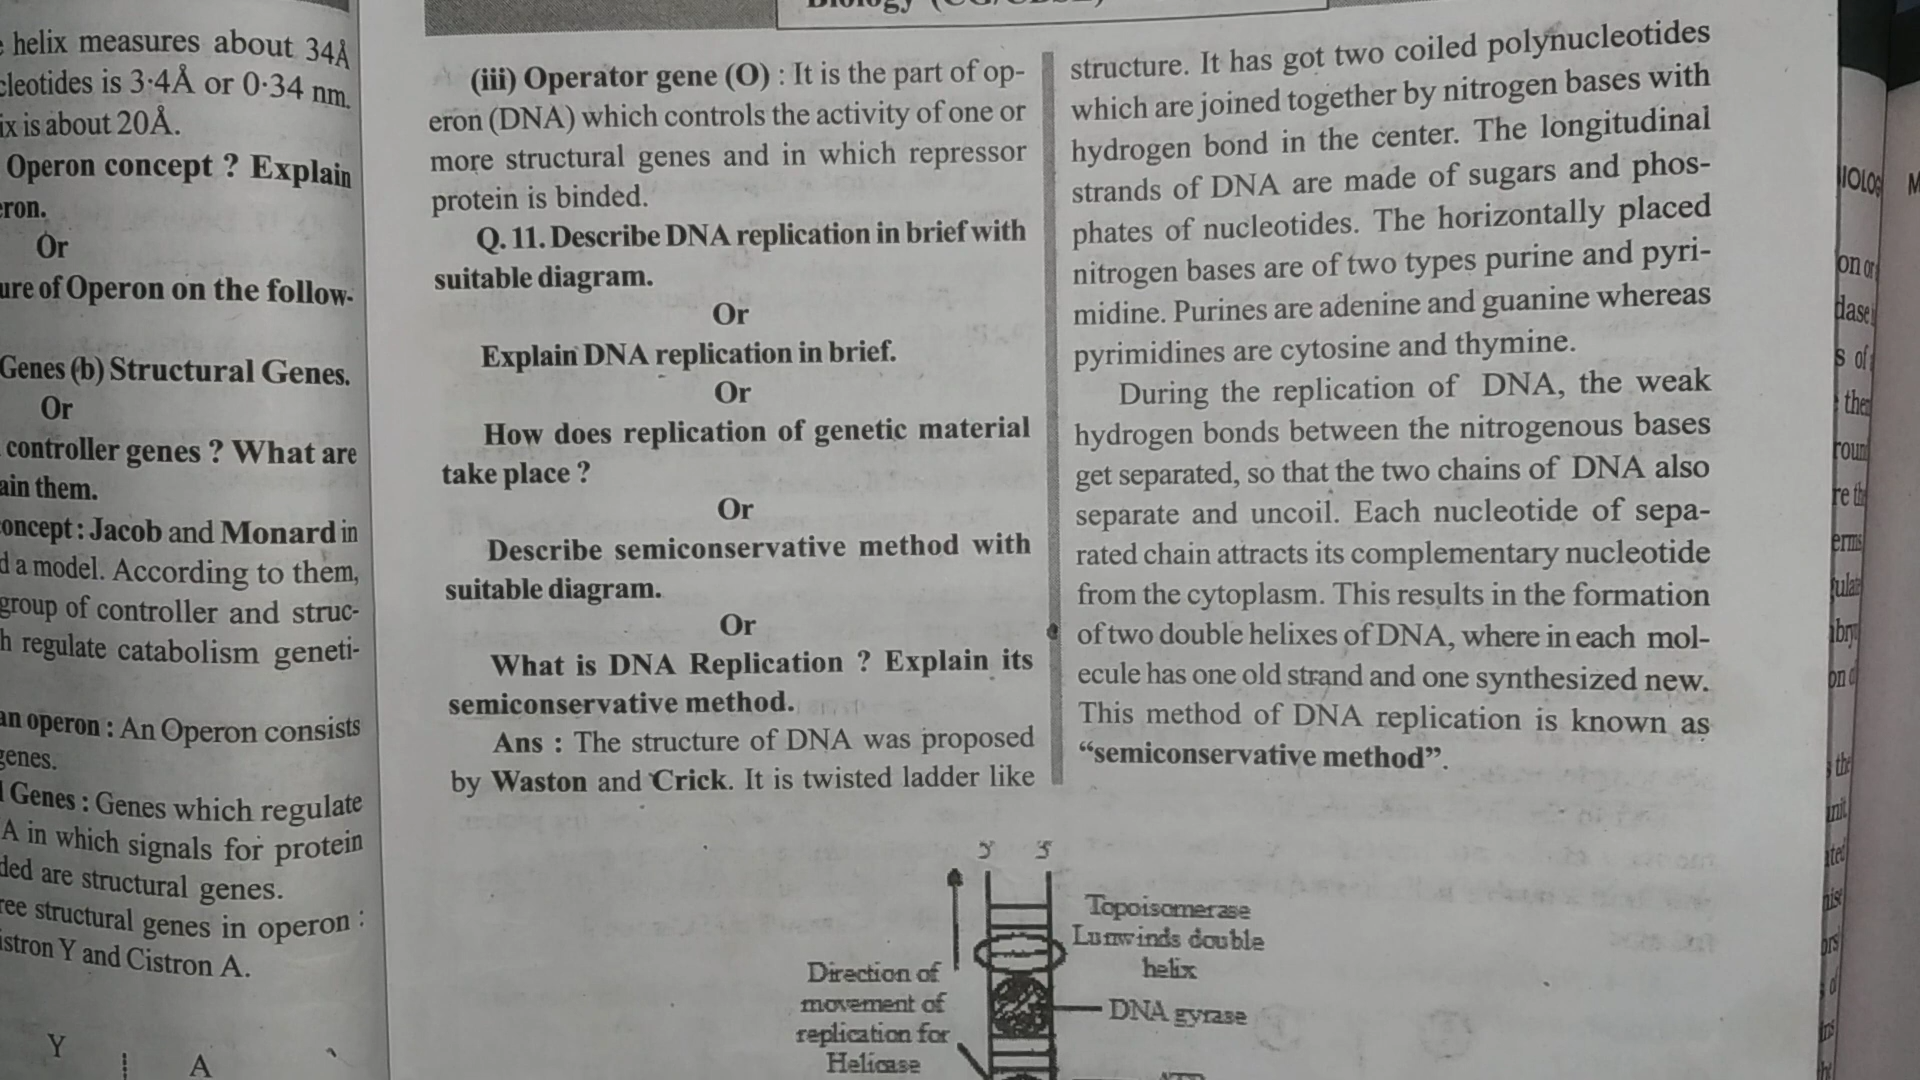 helix measures about 34Å
cleotides is 3·4Å or 0·34 nm.
ix is about 20Å.
Operon concept ? Explain
eron.
Or
ure of Operon on the follow-
Genes (b) Structural Genes.
Or
controller genes ? What are
ain them.
oncept : Jacob and Monard in
d a model. According to them,
group of controller and struc-
h regulate catabolism geneti-
an operon : An Operon consists
genes.
l Genes : Genes which regulate
A in which signals for protein
ded are structural genes.
ree structural genes in operon :
istron Y and Cistron A.
Y
A
(iii) Operator gene (O) : It is the part of op-
eron (DNA) which controls the activity of one or
more structural genes and in which repressor
protein is binded.
Q. 11. Describe DNA replication in brief with
suitable diagram.
Or
Explain DNA replication in brief.
Or
How does replication of genetic material
take place ?
Or
Describe semiconservative method with
suitable diagram.
Or
What is DNA Replication ? Explain its
semiconservative method.
Ans : The structure of DNA was proposed
by Waston and Crick. It is twisted ladder like
structure. It has got two coiled polynucleotides
which are joined together by nitrogen bases with
hydrogen bond in the center. The longitudinal
strands of DNA are made of sugars and phos-
phates of nucleotides. The horizontally placed
nitrogen bases are of two types purine and pyri-
midine. Purines are adenine and guanine whereas
pyrimidines are cytosine and thymine.
During the replication of DNA, the weak
hydrogen bonds between the nitrogenous bases
get separated, so that the two chains of DNA also
separate and uncoil. Each nucleotide of sepa-
rated chain attracts its complementary nucleotide
from the cytoplasm. This results in the formation
of two double helixes of DNA, where in each mol-
ecule has one old strand and one synthesized new.
This method of DNA replication is known as
“semiconservative method”.
Topoisomerase
Lunwinds double
helix
DNA gyrase
Direction of
movement of
replication for
Helicase